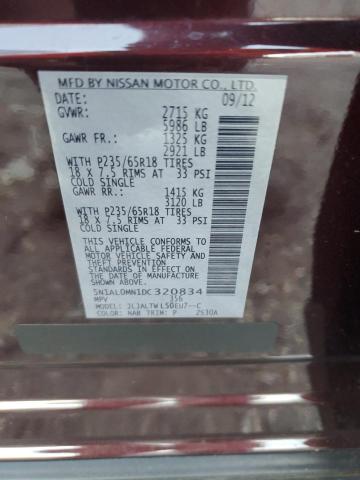 MFD BY NISSAN MOTOR CO., LTD.
DATE: 09/12
GVWR: 2715 KG
5986 LB
GAWR FR.: 1325 KG
2921 LB
WITH P235/65R18 TIRES
18 X 7.5 RIMS AT 33 PSI
COLD SINGLE
GAWR RR.: 1415 KG
3120 LB
WITH P235/65R18 TIRES
18 X 7.5 RIMS AT 33 PSI
COLD SINGLE
THIS VEHICLE CONFORMS TO
ALL APPLICABLE FEDERAL
MOTOR VEHICLE SAFETY
STANDARDS IN EFFECT ON
THE DATE OF MANUFACTURE
SHOWN ABOVE.
5N1AL0MN1DC320834
MPV 356
MODEL: JLJALTW L50EU7--C
COLOR: NAB TRIM: P